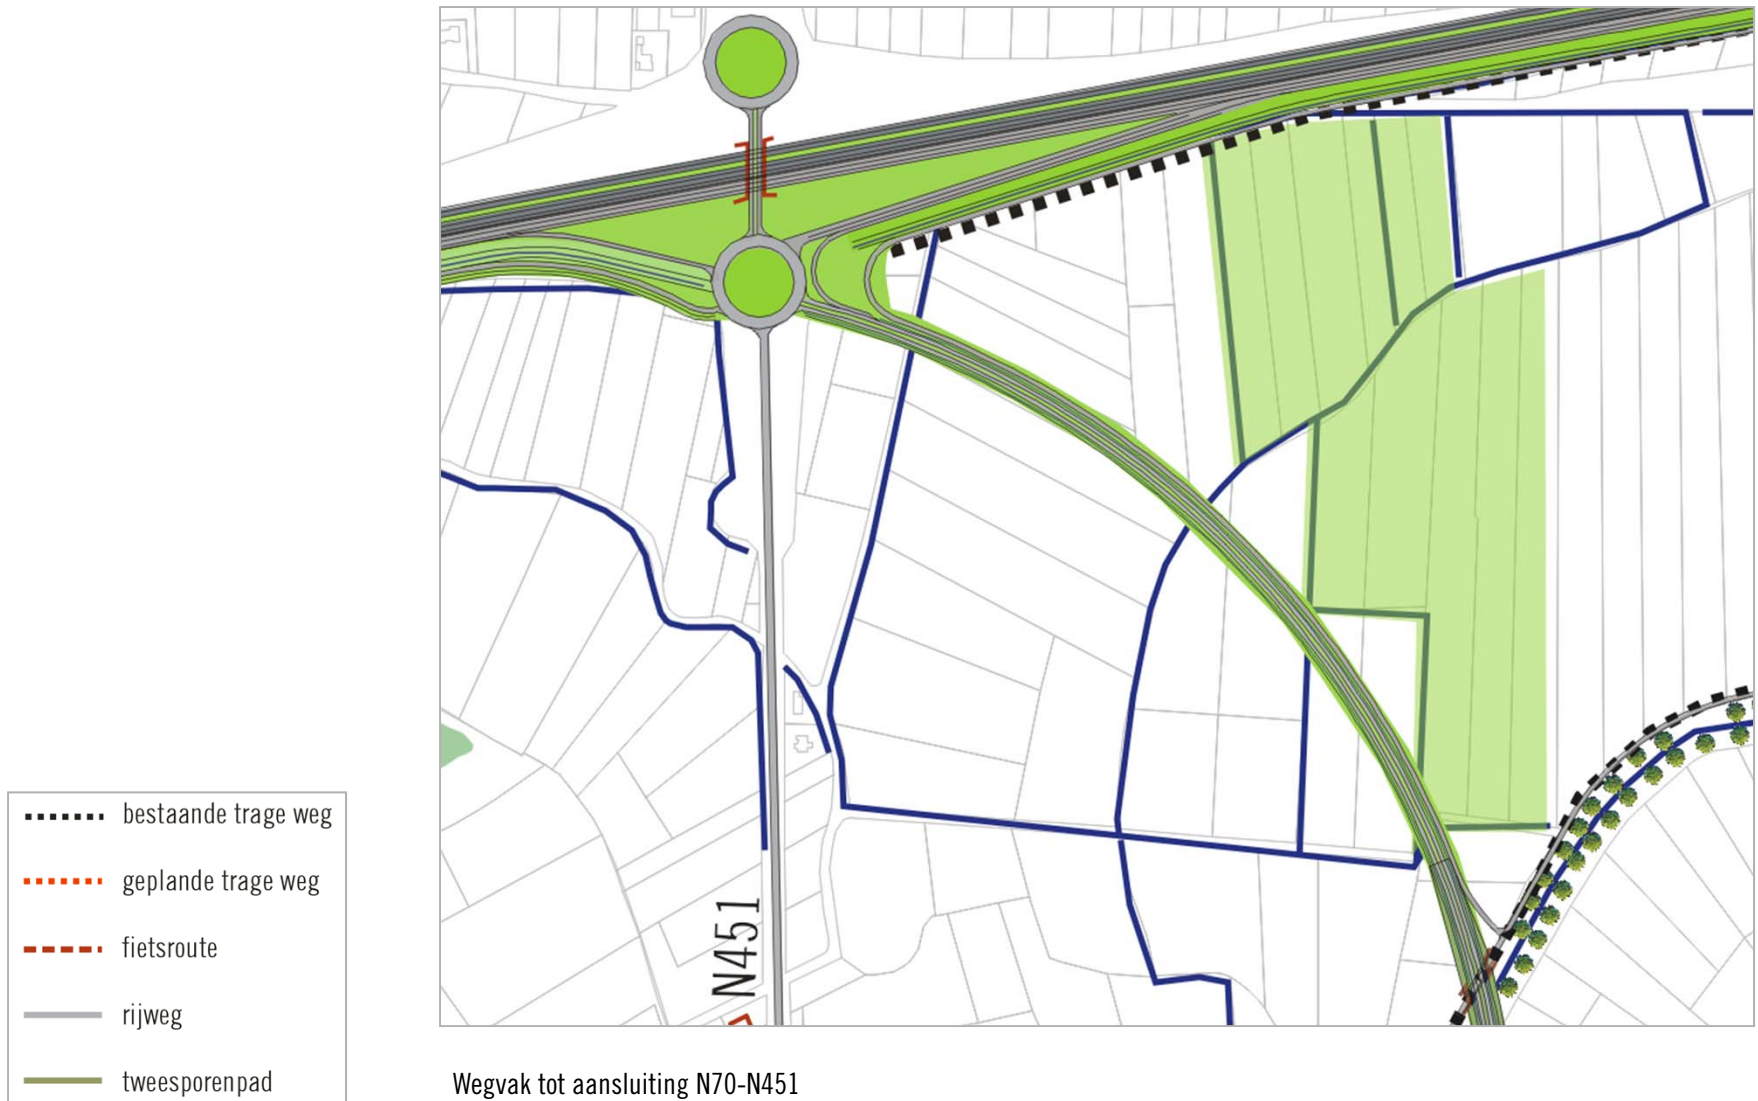 bestaande trage weg
geplande trage weg
fietsroute
rijweg
tweesporenpad
N451
Wegvak tot aansluiting N70-N451